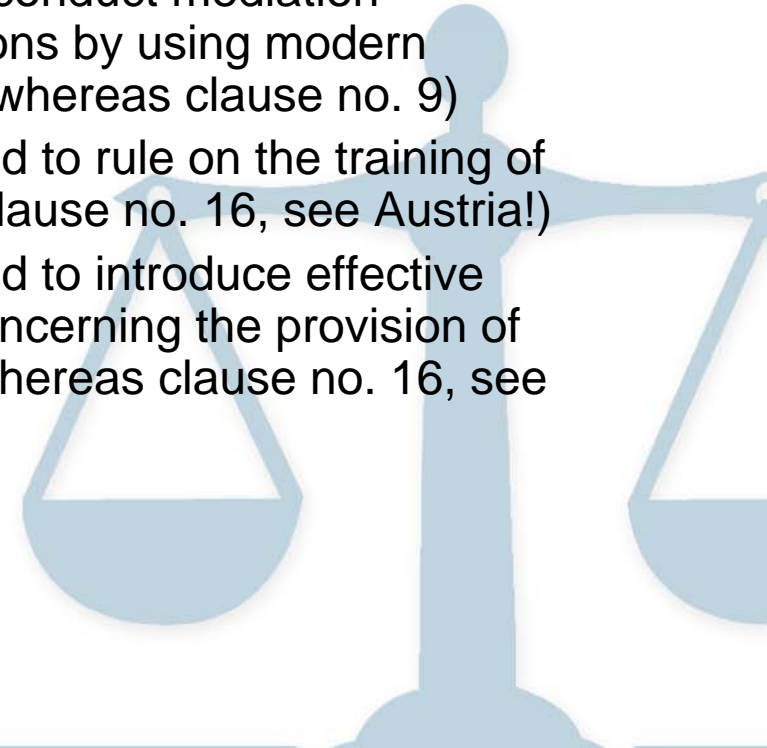 conduct mediation
ons by using modern
whereas clause no. 9)
d to rule on the training of
lause no. 16, see Austria!)
d to introduce effective
ncerning the provision of
hereas clause no. 16, see